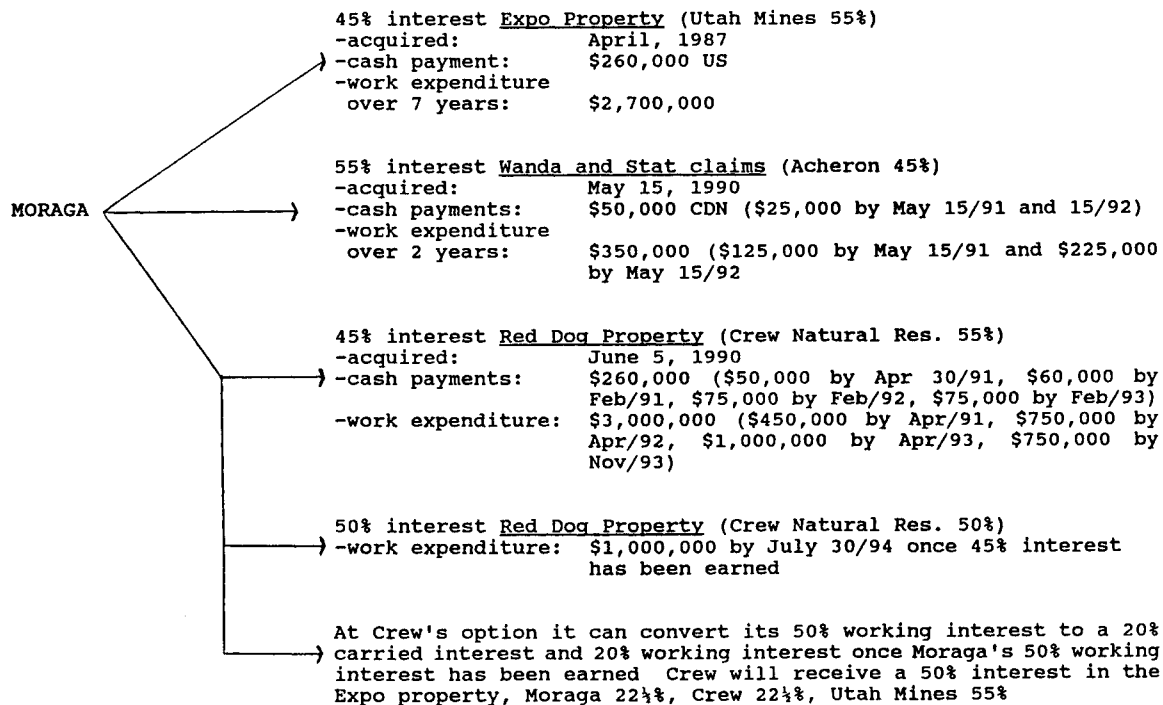 45% interest Expo Property (Utah Mines 55%)
-acquired: April, 1987
-cash payment: $260,000 US
-work expenditure
over 7 years: $2,700,000
55% interest Wanda and Stat claims (Acheron 45%)
-acquired: May 15, 1990
MORAGA
-cash payments: $50,000 CDN ($25,000 by May 15/91 and 15/92)
-work expenditure
over 2 years: $350,000 ($125,000 by May 15/91 and $225,000
by May 15/92
45% interest Red Dog Property (Crew Natural Res. 55%)
-acquired: June 5, 1990
-cash payments: $260,000 ($50,000 by Apr 30/91, $60,000 by
Feb/91, $75,000 by Feb/92, $75,000 by Feb/93)
-work expenditure: $3,000,000 ($450,000 by Apr/91, $750,000 by
Apr/92, $1,000,000 by Apr/93, $750,000 by
Nov/93)
50% interest Red Dog Property (Crew Natural Res. 50%)
-work expenditure: $1,000,000 by July 30/94 once 45% interest
has been earned
At Crew's option it can convert its 50% working interest to a 20%
carried interest and 20% working interest once Moraga's 50% working
interest has been earned Crew will receive a 50% interest in the
Expo property, Moraga 22½%, Crew 22½%, Utah Mines 55%